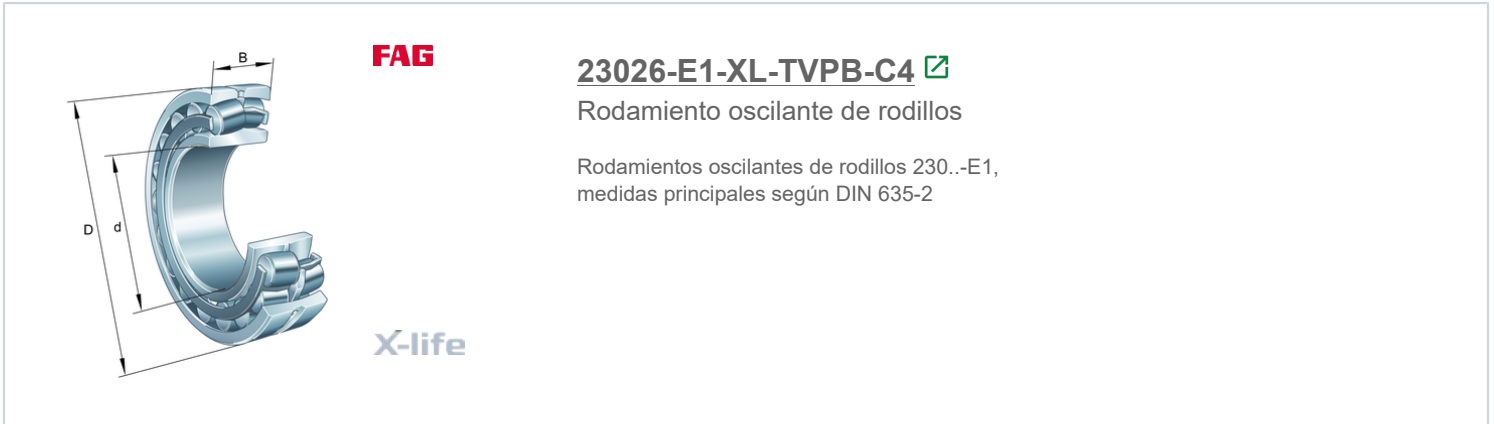 B
FAG
23026-E1-XL-TVPB-C4
Rodamiento oscilante de rodillos
Rodamientos oscilantes de rodillos 230..-E1,
medidas principales según DIN 635-2
D
d
X-life